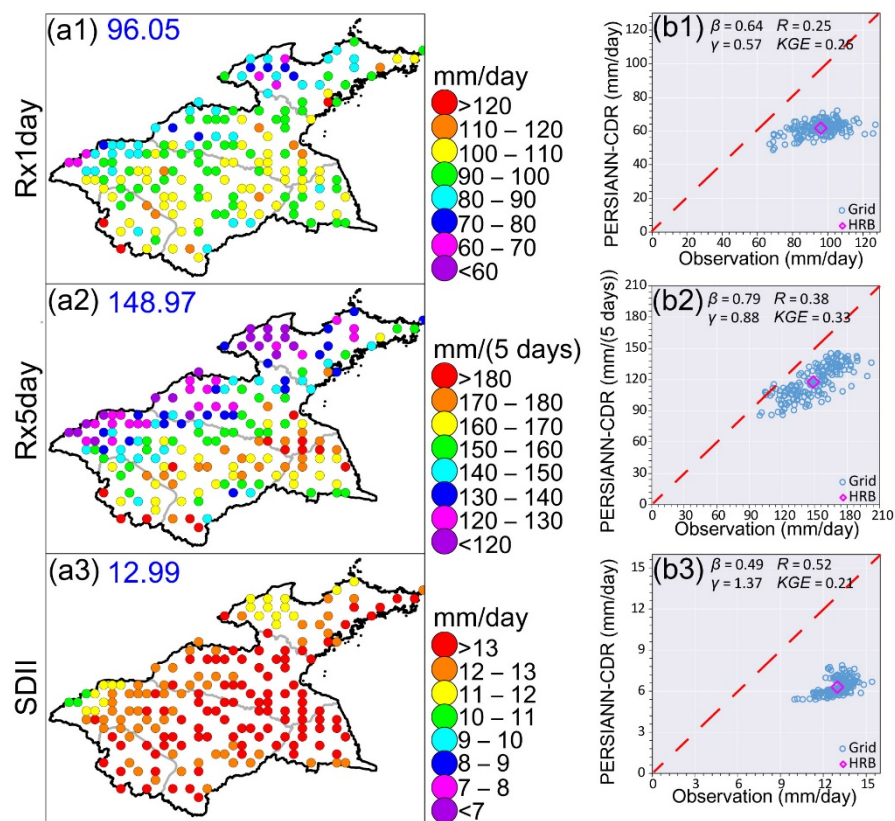 (a1) 96.05
Rx1day
mm/day
>120
110 – 120
100 – 110
90 – 100
80 – 90
70 – 80
60 – 70
<60
(b1)
β = 0.64 R = 0.25
γ = 0.57 KGE = 0.26
PERSIANN-CDR (mm/day)
130
120
100
80
60
40
20
0
0 20 40 60 80 100 120
Grid
HRB
Observation (mm/day)
(a2) 148.97
Rx5day
mm/(5 days)
>180
170 – 180
160 – 170
150 – 160
140 – 150
130 – 140
120 – 130
<120
(b2)
β = 0.79 R = 0.38
γ = 0.88 KGE = 0.33
PERSIANN-CDR (mm/(5 days))
210
180
150
120
90
60
30
0
0 30 60 90 120 150 180 210
Grid
HRB
Observation (mm/day)
(a3) 12.99
SDII
mm/day
>13
12 – 13
11 – 12
10 – 11
9 – 10
8 – 9
7 – 8
<7
(b3)
β = 0.49 R = 0.52
γ = 1.37 KGE = 0.21
PERSIANN-CDR (mm/day)
15
12
9
6
3
0
0 3 6 9 12 15
Grid
HRB
Observation (mm/day)